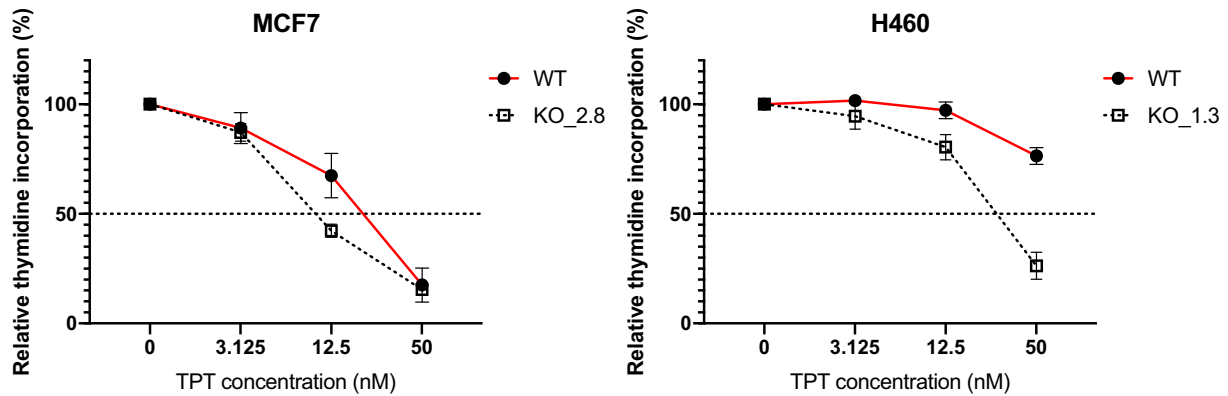 MCF7
Relative thymidine incorporation (%)
100
50
0
0 3.125 12.5 50
TPT concentration (nM)
WT
KO_2.8
H460
Relative thymidine incorporation (%)
100
50
0
0 3.125 12.5 50
TPT concentration (nM)
WT
KO_1.3